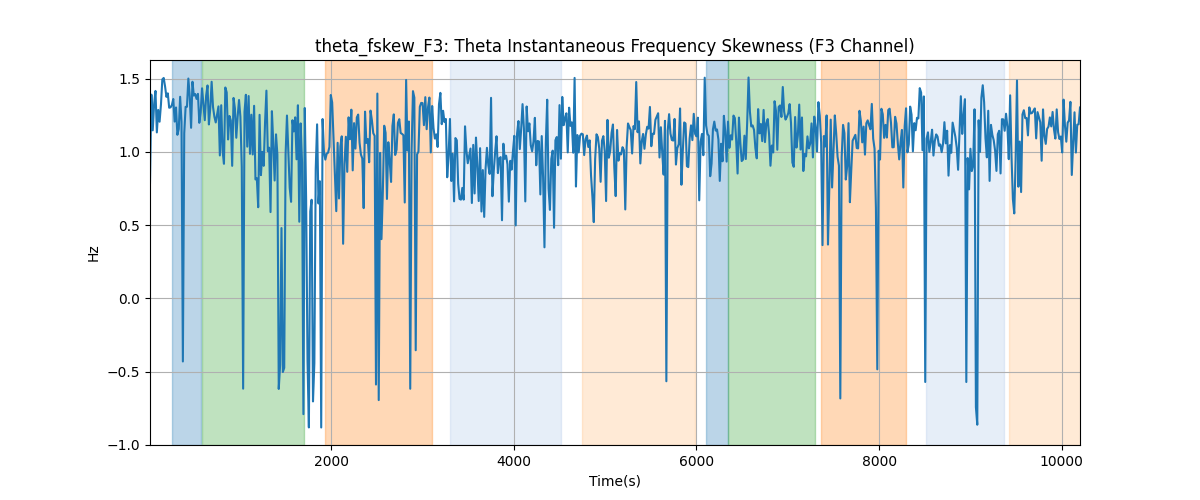 theta_fskew_F3: Theta Instantaneous Frequency Skewness (F3 Channel)
1.5
1.0
0.5
0.0
−0.5
−1.0
Hz
2000 4000 6000 8000 10000
Time(s)